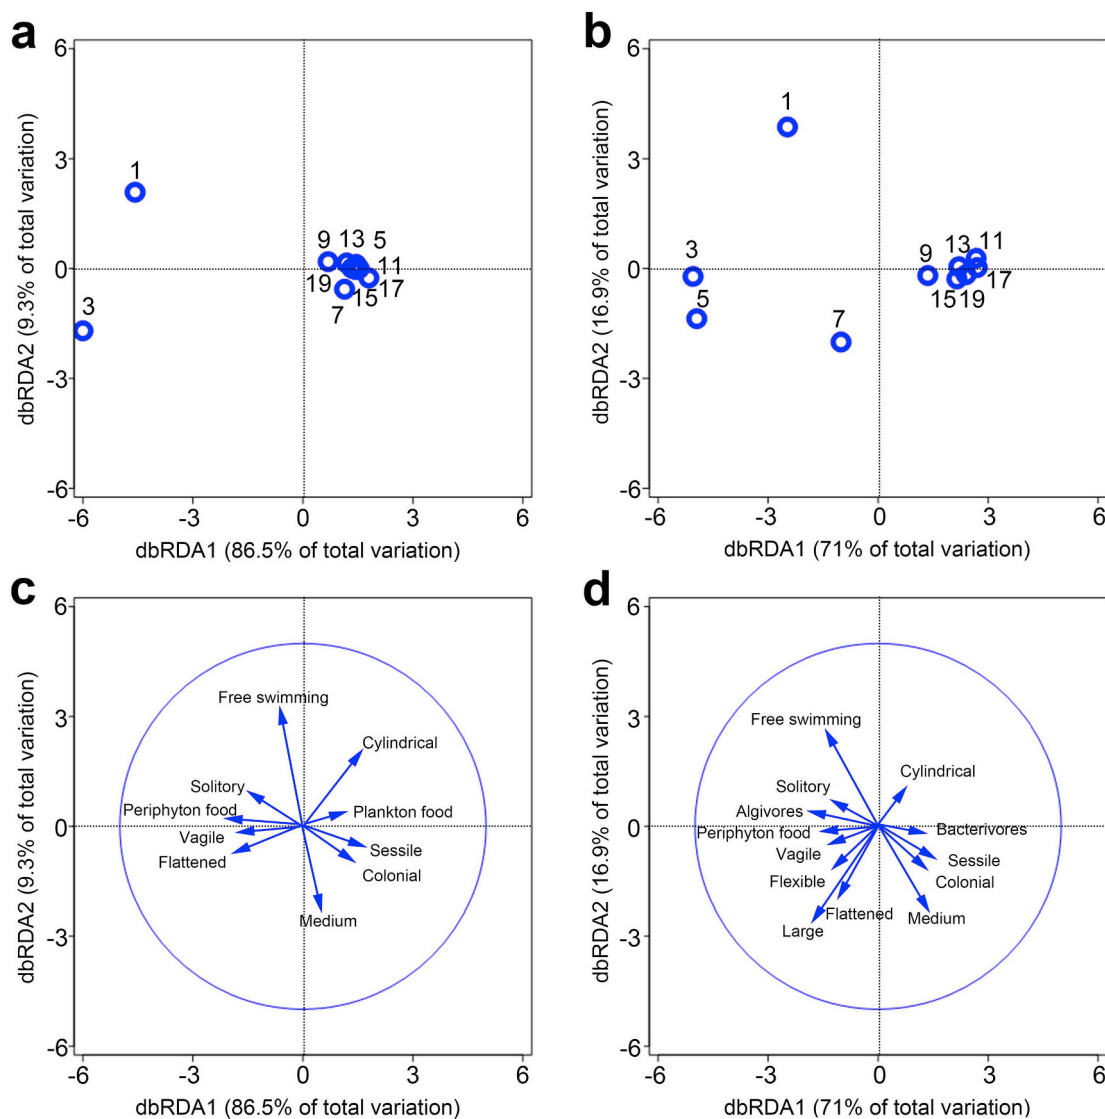 a
6
3
0
-3
-6
-6
-3
0
3
6
1
3
9
13
5
11
19
7
15
17
dbRDA1 (86.5% of total variation)
dbRDA2 (9.3% of total variation)
b
6
3
0
-3
-6
-6
-3
0
3
6
1
3
5
7
9
13
11
15
19
17
dbRDA1 (71% of total variation)
dbRDA2 (16.9% of total variation)
c
6
3
0
-3
-6
-6
-3
0
3
6
Free swimming
Cylindrical
Solitory
Periphyton food
Plankton food
Vagile
Sessile
Flattened
Colonial
Medium
dbRDA1 (86.5% of total variation)
dbRDA2 (9.3% of total variation)
d
6
3
0
-3
-6
-6
-3
0
3
6
Free swimming
Cylindrical
Solitory
Algivores
Periphyton food
Bacterivores
Vagile
Sessile
Flexible
Colonial
Flattened
Medium
Large
dbRDA1 (71% of total variation)
dbRDA2 (16.9% of total variation)